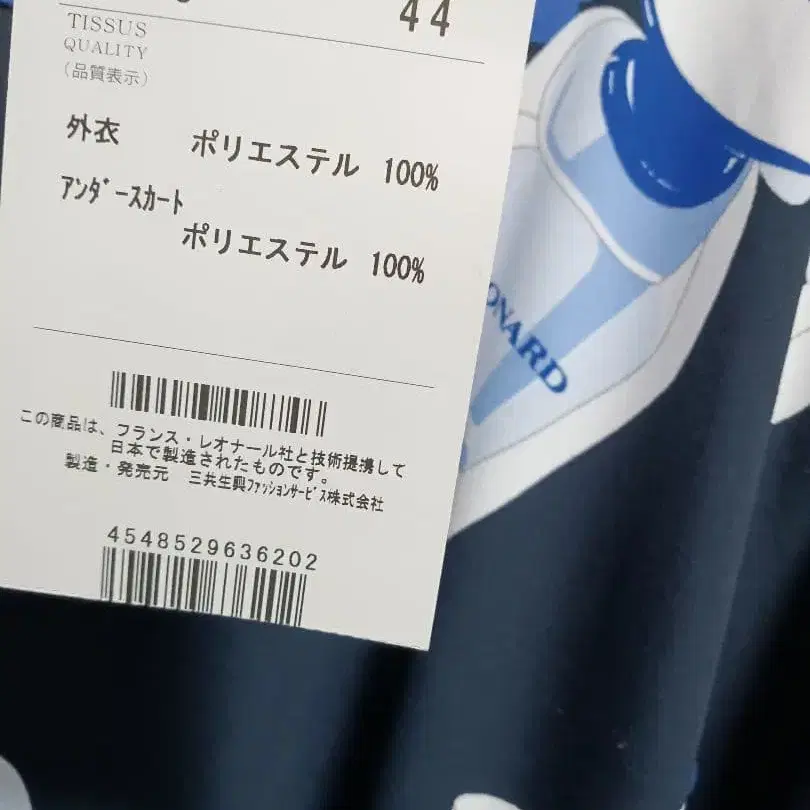 44
TISSUS
QUALITY
(品質表示)
外衣 ポリエステル 100%
アンダースカート
ポリエステル 100%
この商品は、フランス・レオナール社と技術提携して
日本で製造されたものです。
製造・発売元 三共生興ファッションサービス株式会社
4548529636202
ONARD